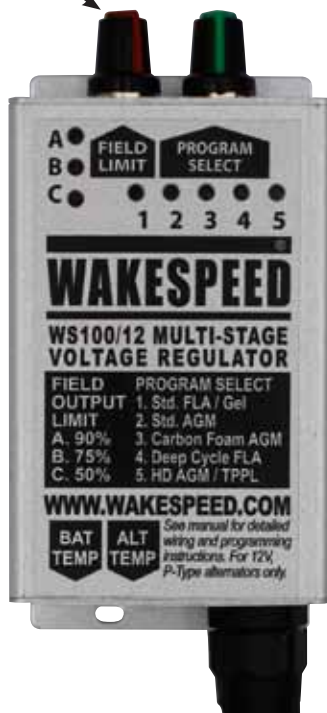 A
B
C
FIELD LIMIT
PROGRAM SELECT
1 2 3 4 5
WAKESPEED
WS100/12 MULTI-STAGE
VOLTAGE REGULATOR
FIELD OUTPUT LIMIT
A. 90%
B. 75%
C. 50%
PROGRAM SELECT
1. Std. FLA / Gel
2. Std. AGM
3. Carbon Foam AGM
4. Deep Cycle FLA
5. HD AGM / TPPL
WWW.WAKESPEED.COM
BAT TEMP
ALT TEMP
See manual for detailed
wiring and programming
instructions. For 12V,
P-Type alternators only.